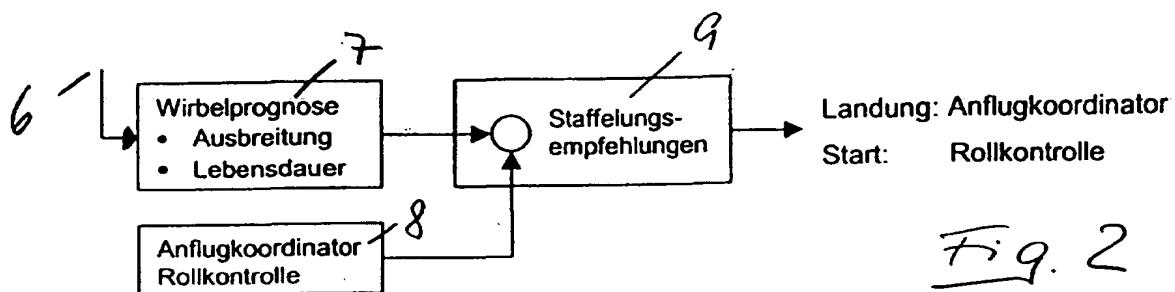 7
9
6
Wirbelprognose
• Ausbreitung
• Lebensdauer
Staffelungs-
empfehlungen
Landung: Anflugkoordinator
Start: Rollkontrolle
8
Anflugkoordinator
Rollkontrolle
Fig. 2